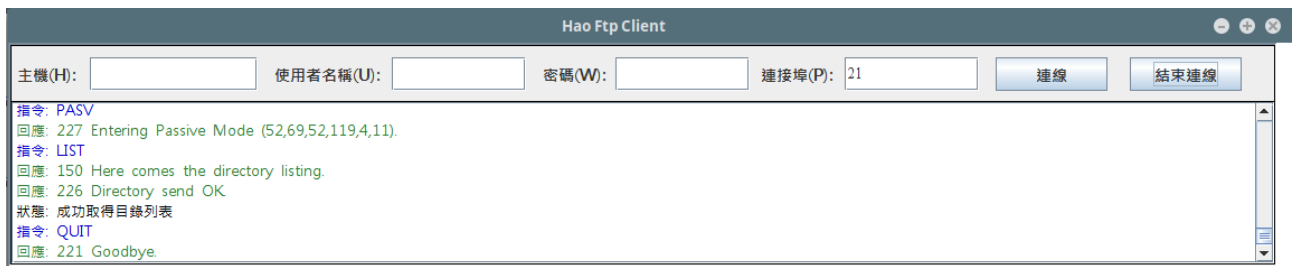 Hao Ftp Client
主機(H): 使用者名稱(U): 密碼(W): 連接埠(P): 21 連線 結束連線
指令: PASV
回應: 227 Entering Passive Mode (52,69,52,119,4,11).
指令: LIST
回應: 150 Here comes the directory listing.
回應: 226 Directory send OK.
狀態: 成功取得目錄列表
指令: QUIT
回應: 221 Goodbye.